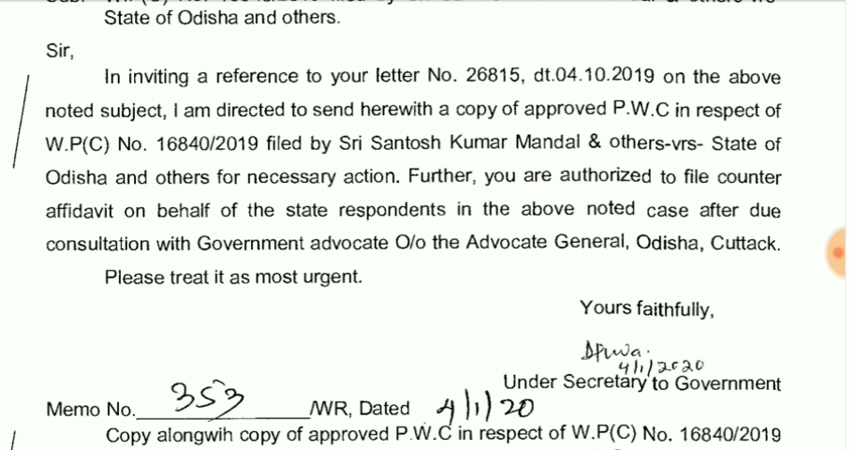 State of Odisha and others.
Sir,
In inviting a reference to your letter No. 26815, dt.04.10.2019 on the above
noted subject, I am directed to send herewith a copy of approved P.W.C in respect of
W.P(C) No. 16840/2019 filed by Sri Santosh Kumar Mandal & others-vrs- State of
Odisha and others for necessary action. Further, you are authorized to file counter
affidavit on behalf of the state respondents in the above noted case after due
consultation with Government advocate O/o the Advocate General, Odisha, Cuttack.
Please treat it as most urgent.
Yours faithfully,
4/1/2020
Under Secretary to Government
Memo No. 353 /WR, Dated 4/1/20
Copy alongwih copy of approved P.W.C in respect of W.P(C) No. 16840/2019